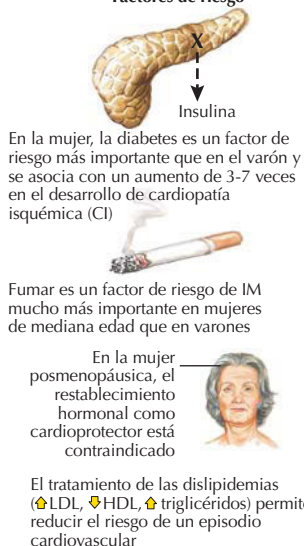 Factores de riesgo
X
Insulina
En la mujer, la diabetes es un factor de
riesgo más importante que en el varón y
se asocia con un aumento de 3-7 veces
en el desarrollo de cardiopatía
isquémica (CI)
Fumar es un factor de riesgo de IM
mucho más importante en mujeres
de mediana edad que en varones
En la mujer
posmenopáusica, el
restablecimiento
hormonal como
cardioprotector está
contraindicado
El tratamiento de las dislipidemias
(⬆LDL, ⬇HDL, ⬆ triglicéridos) permit
reducir el riesgo de un episodio
cardiovascular